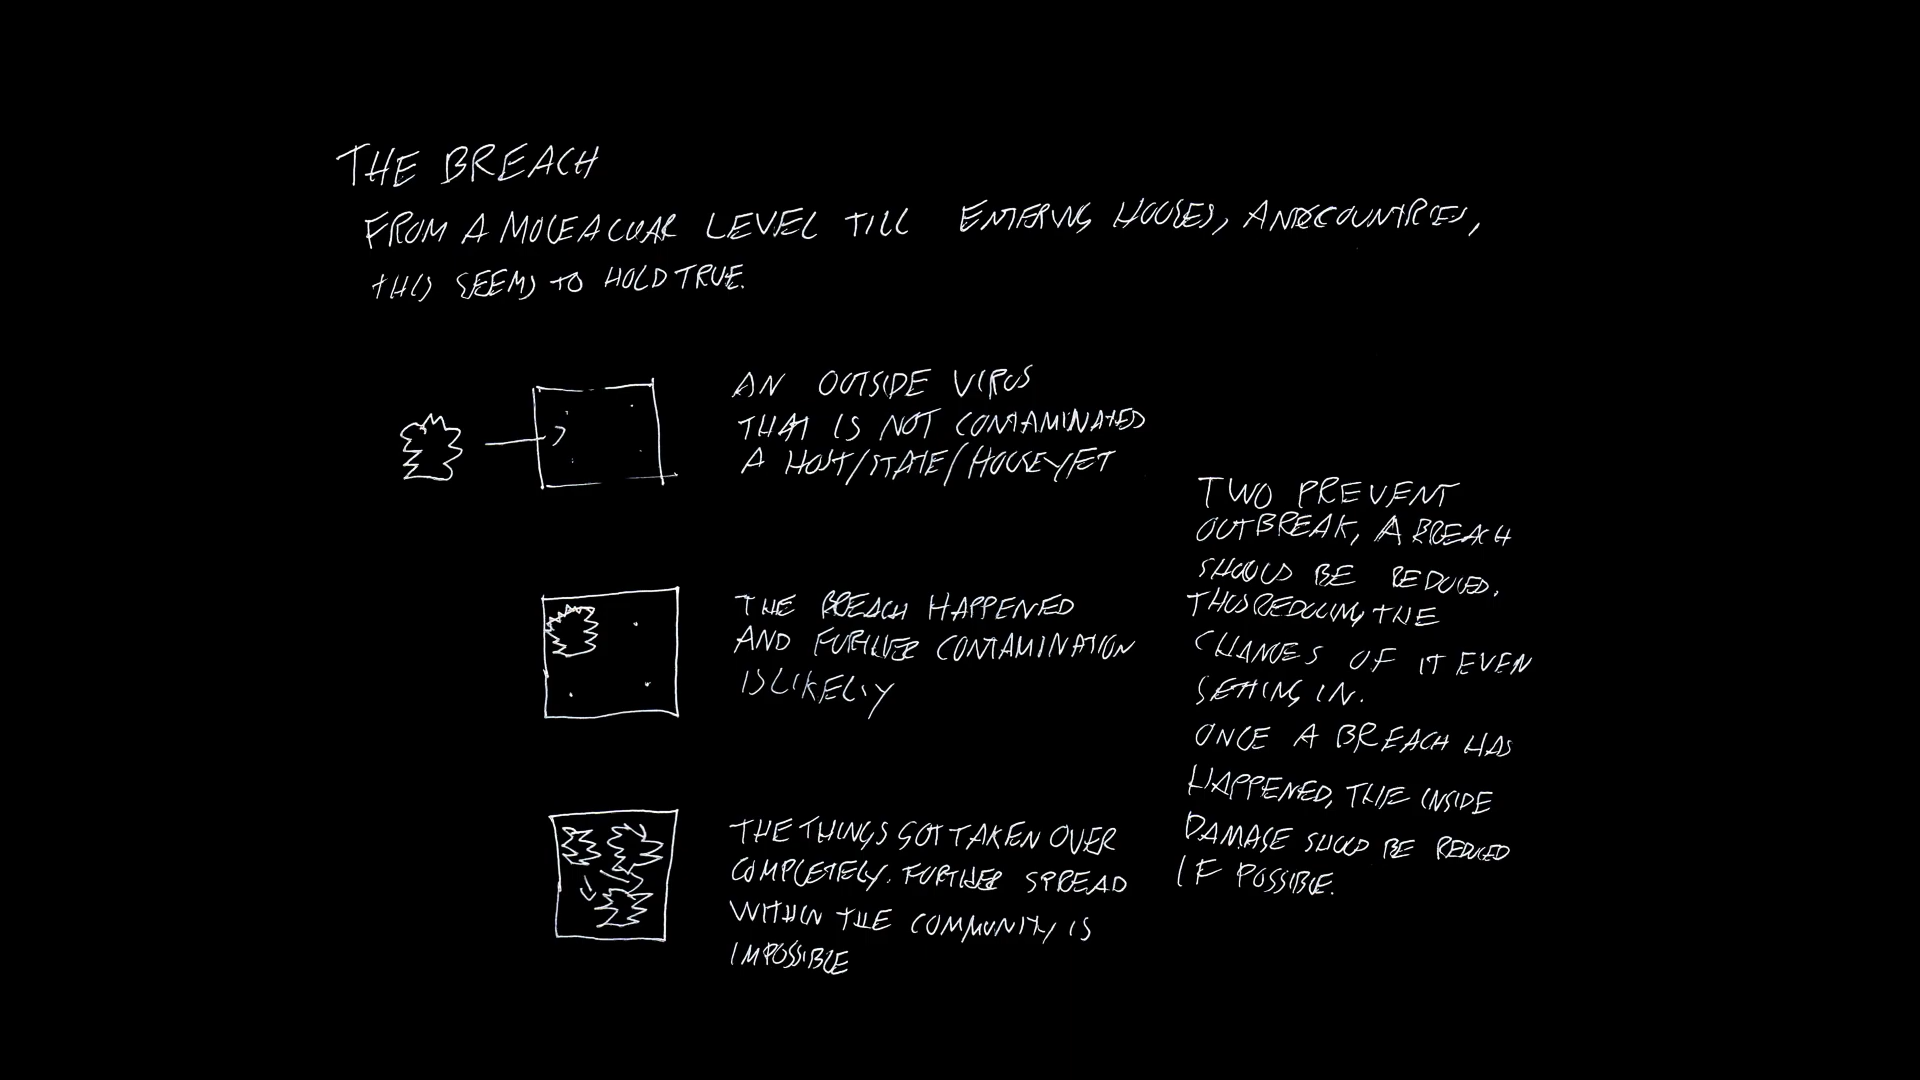 THE BREACH
FROM A MOLEACULAR LEVEL TILL ENTERING HOUSES, AND COUNTRIES,
THIS SEEMS TO HOLD TRUE.
AN OUTSIDE VIRUS
THAT IS NOT CONTAMINATED
A HOST/STATE/HOUSE YET
THE BREACH HAPPENED
AND FURTHER CONTAMINATION
IS LIKELIY
THE THINGS GOT TAKEN OVER
COMPLETELY. FURTHER SPREAD
WITHIN THE COMMUNITY IS
IMPOSSIBLE
TWO PREVENT
OUTBREAK, A BREACH
SHOULD BE REDUCED.
THUS REDUCING THE
CHANCES OF IT EVEN
SETTING IN.
ONCE A BREACH HAS
HAPPENED, THE INSIDE
DAMAGE SHOULD BE REDUCED
IF POSSIBLE.